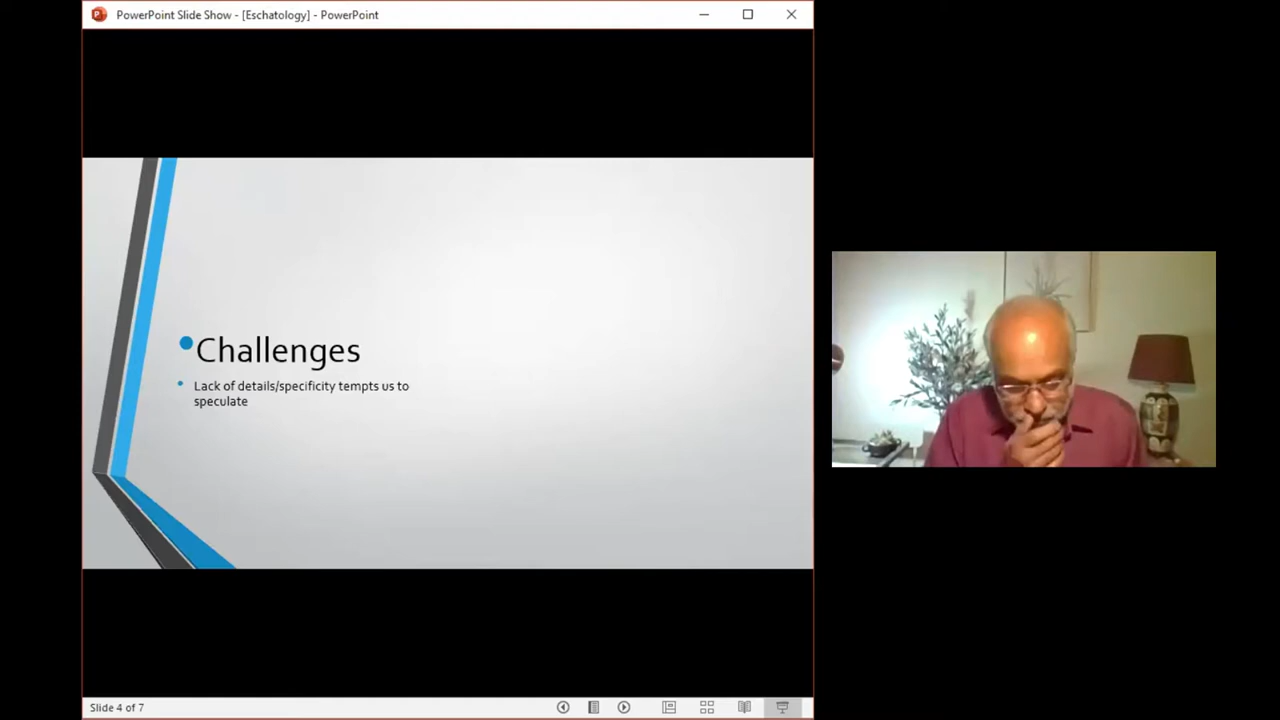 PowerPoint Slide Show - [Eschatology] - PowerPoint
•Challenges
• Lack of details/specificity tempts us to
speculate
Slide 4 of 7